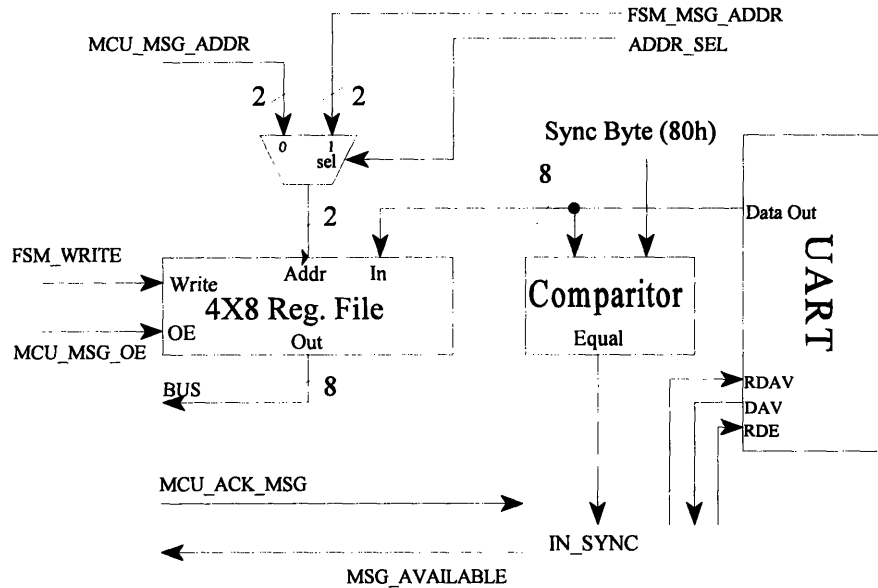 FSM_MSG_ADDR
MCU_MSG_ADDR
ADDR_SEL
2
2
0
1
sel
Sync Byte (80h)
8
2
Data Out
FSM_WRITE
Addr
In
Write
4X8 Reg. File
Comparitor
UART
OE
Out
Equal
MCU_MSG_OE
BUS
8
RDAV
DAV
RDE
MCU_ACK_MSG
IN_SYNC
MSG_AVAILABLE